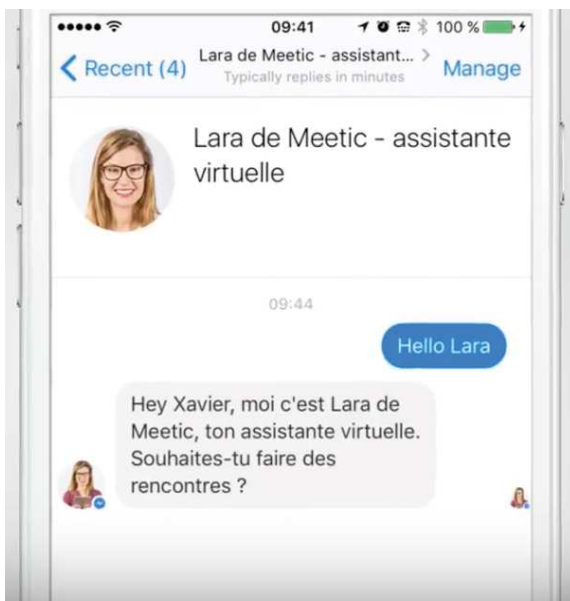 09:41
100 %
Recent (4)
Lara de Meetic - assistant...
Typically replies in minutes
Manage
Lara de Meetic - assistante
virtuelle
09:44
Hello Lara
Hey Xavier, moi c'est Lara de
Meetic, ton assistante virtuelle.
Souhaites-tu faire des
rencontres ?